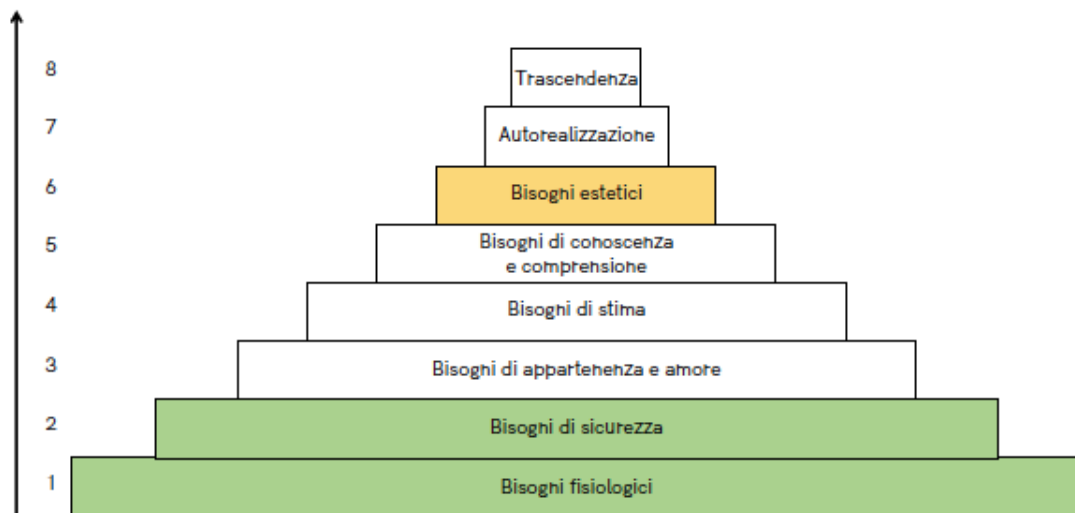 8
Trascendenza
7
Autorealizzazione
6
Bisogni estetici
5
Bisogni di conoscenza
e comprensione
4
Bisogni di stima
3
Bisogni di appartenenza e amore
2
Bisogni di sicurezza
1
Bisogni fisiologici